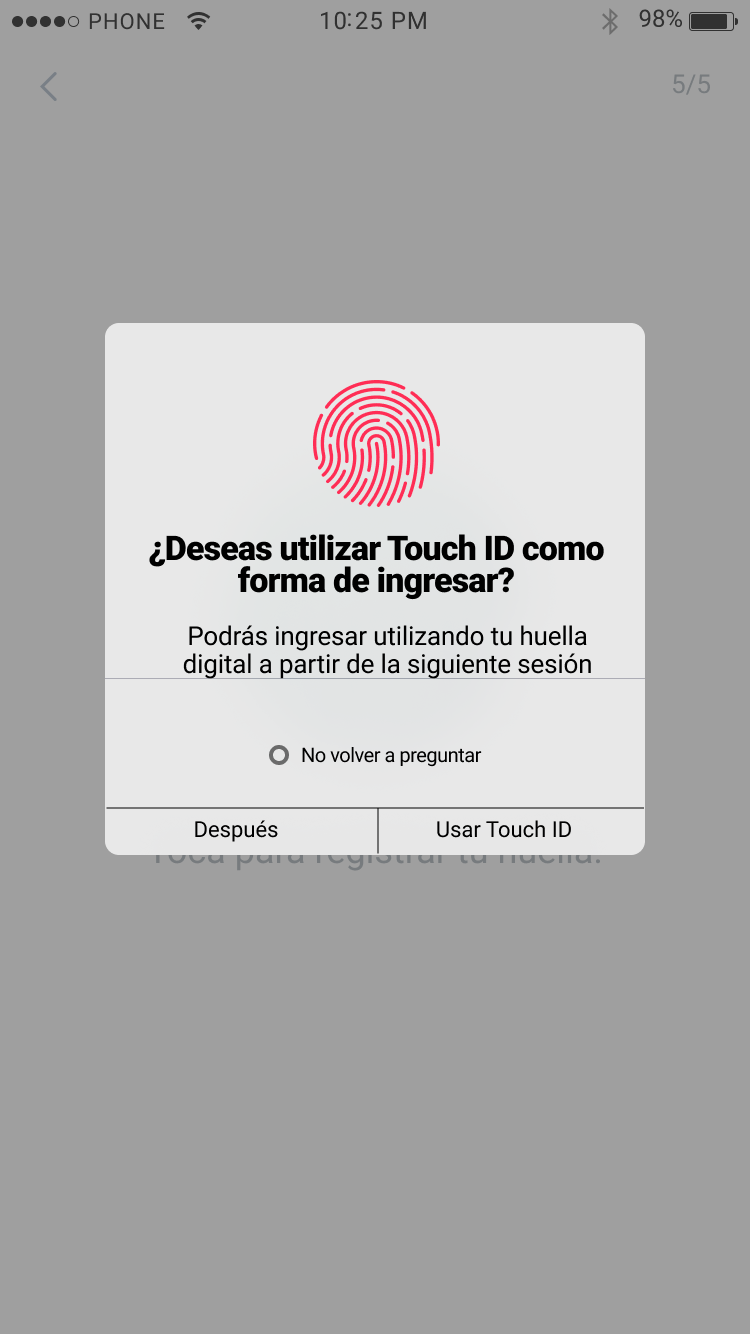 PHONE 10:25 PM 98%
5/5
¿Deseas utilizar Touch ID como
forma de ingresar?
Podrás ingresar utilizando tu huella
digital a partir de la siguiente sesión
No volver a preguntar
Después Usar Touch ID
Toca para registrar tu huella.